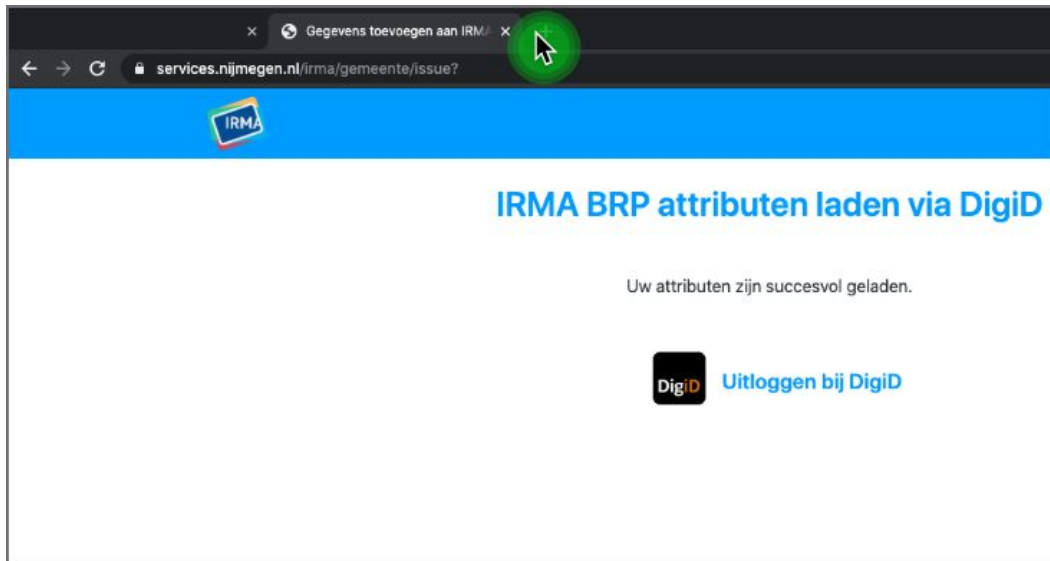 Gegevens toevoegen aan IRMA
services.nijmegen.nl/irma/gemeente/issue?
IRMA
IRMA BRP attributen laden via DigiD
Uw attributen zijn succesvol geladen.
DigiD Uitloggen bij DigiD